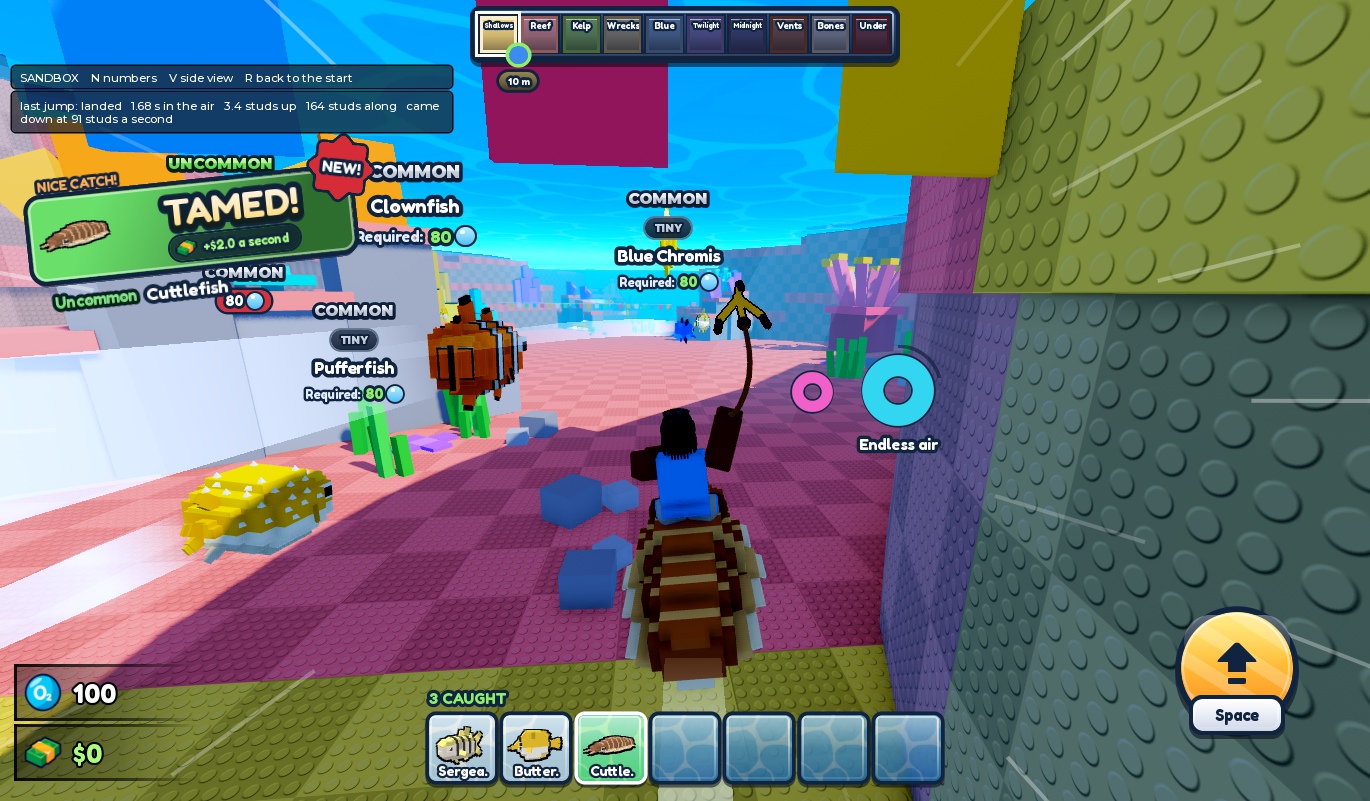 Shallows Reef Kelp Wrecks Blue Twilight Midnight Vents Bones Under
10 m
SANDBOX N numbers V side view R back to the start
last jump: landed 1.68 s in the air 3.4 studs up 164 studs along came
down at 91 studs a second
UNCOMMON
NICE CATCH!
NEW!
TAMED!
+$2.0 a second
Uncommon Cuttlefish
COMMON
Clownfish
Required: 80
COMMON
80
COMMON
TINY
Pufferfish
Required: 80
COMMON
TINY
Blue Chromis
Required: 80
Endless air
O2 100
$0
3 CAUGHT
Sergea. Butter. Cuttle.
Space